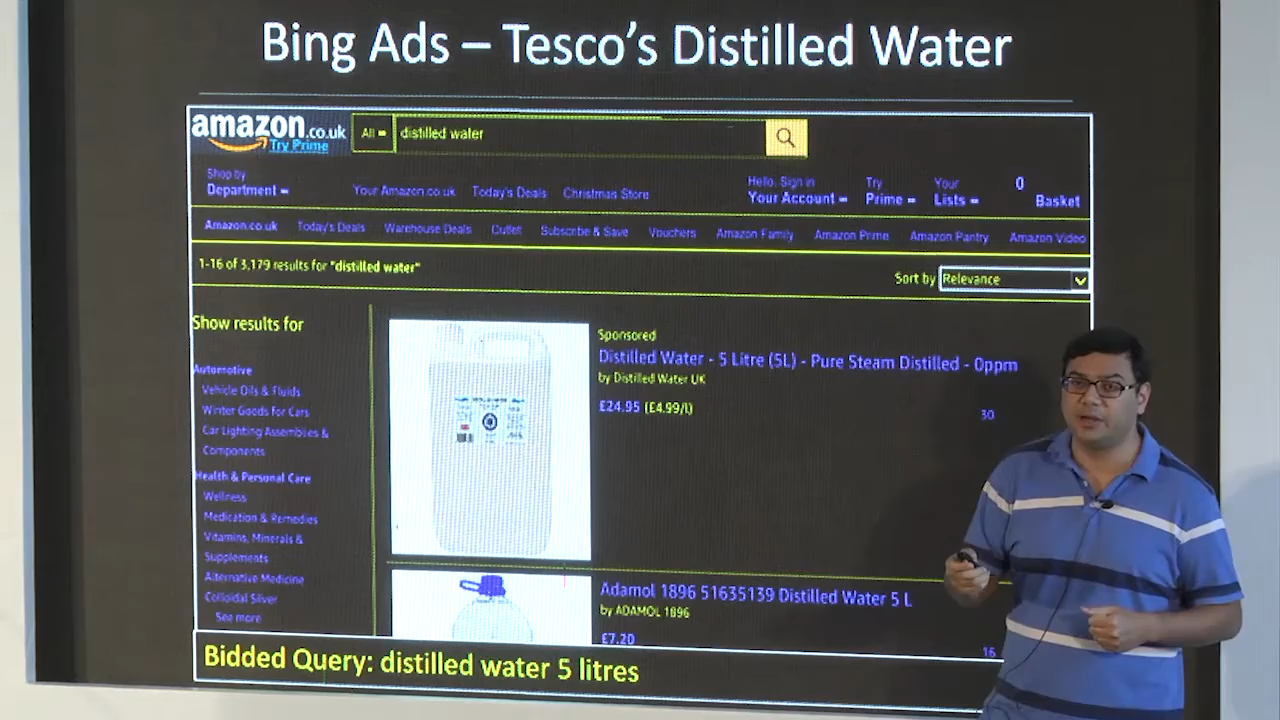 Bing Ads – Tesco's Distilled Water
amazon.co.uk
Try Prime
All
distilled water
Shop by
Department
Your Amazon.co.uk Today's Deals Christmas Store
Hello. Sign in
Your Account
Try
Prime
Your
Lists
0
Basket
Amazon.co.uk Today's Deals Warehouse Deals Outlet Subscribe & Save Vouchers Amazon Family Amazon Prime Amazon Pantry Amazon Video
1-16 of 3,179 results for "distilled water"
Sort by Relevance
Show results for
Automotive
Vehicle Oils & Fluids
Winter Goods for Cars
Car Lighting Assemblies &
Components
Health & Personal Care
Wellness
Medication & Remedies
Vitamins, Minerals &
Supplements
Alternative Medicine
Colloidal Silver
See more
Sponsored
Distilled Water - 5 Litre (5L) - Pure Steam Distilled - 0ppm
by Distilled Water UK
£24.95 (£4.99/l)
30
Adamol 1896 51635139 Distilled Water 5 L
by ADAMOL 1896
£7.20
16
Bidded Query: distilled water 5 litres